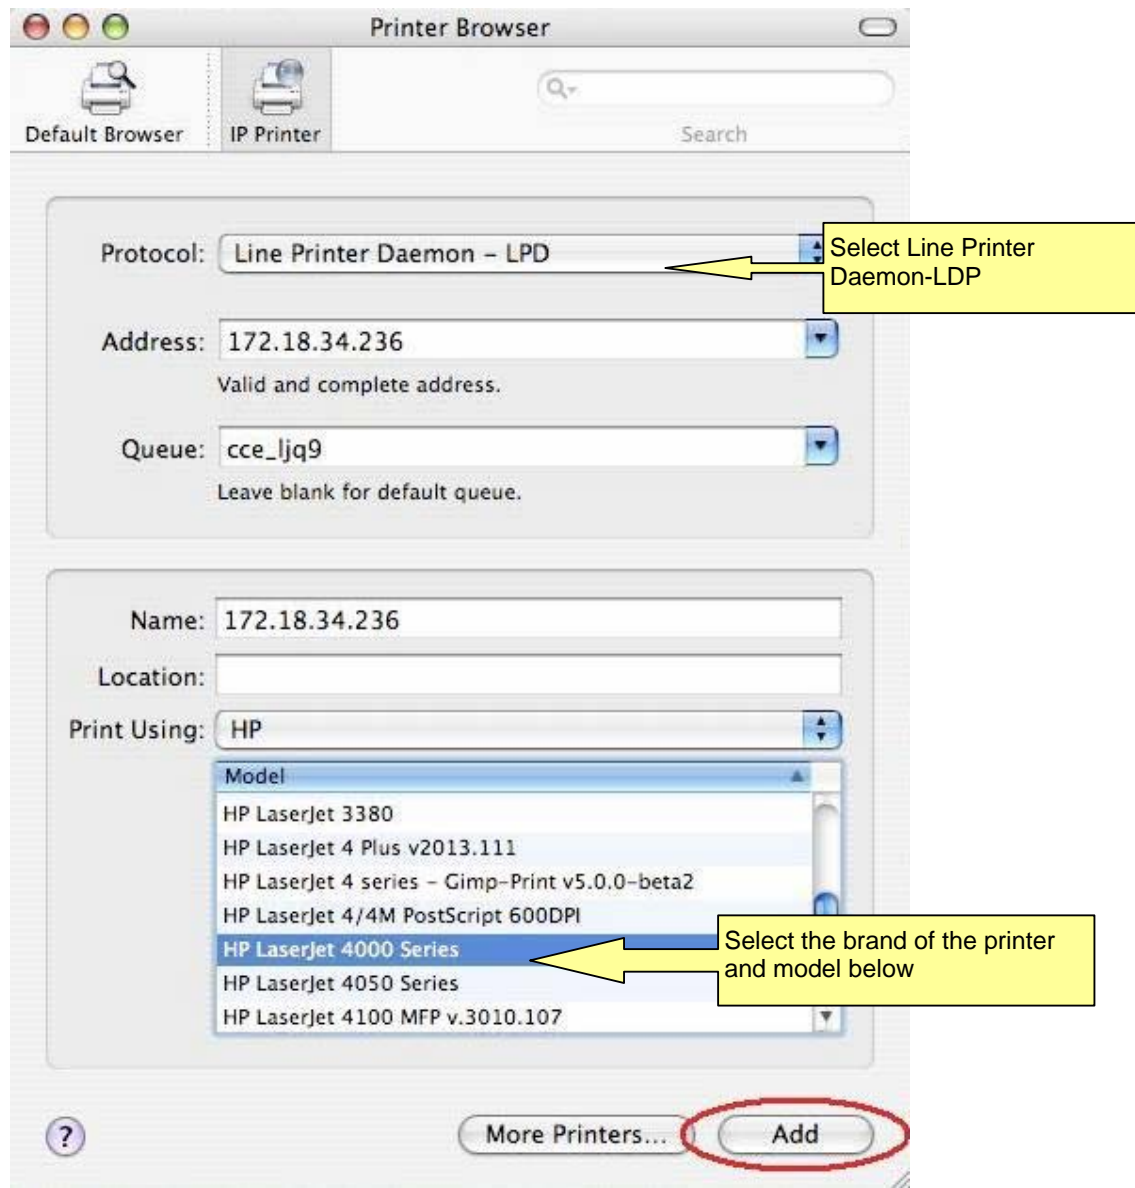 Printer Browser
Default Browser
IP Printer
Search
Protocol: Line Printer Daemon – LPD
Select Line Printer
Daemon-LDP
Address: 172.18.34.236
Valid and complete address.
Queue: cce_ljq9
Leave blank for default queue.
Name: 172.18.34.236
Location:
Print Using: HP
Model
HP LaserJet 3380
HP LaserJet 4 Plus v2013.111
HP LaserJet 4 series – Gimp-Print v5.0.0-beta2
HP LaserJet 4/4M PostScript 600DPI
HP LaserJet 4000 Series
Select the brand of the printer
and model below
HP LaserJet 4050 Series
HP LaserJet 4100 MFP v.3010.107
?
More Printers...
Add